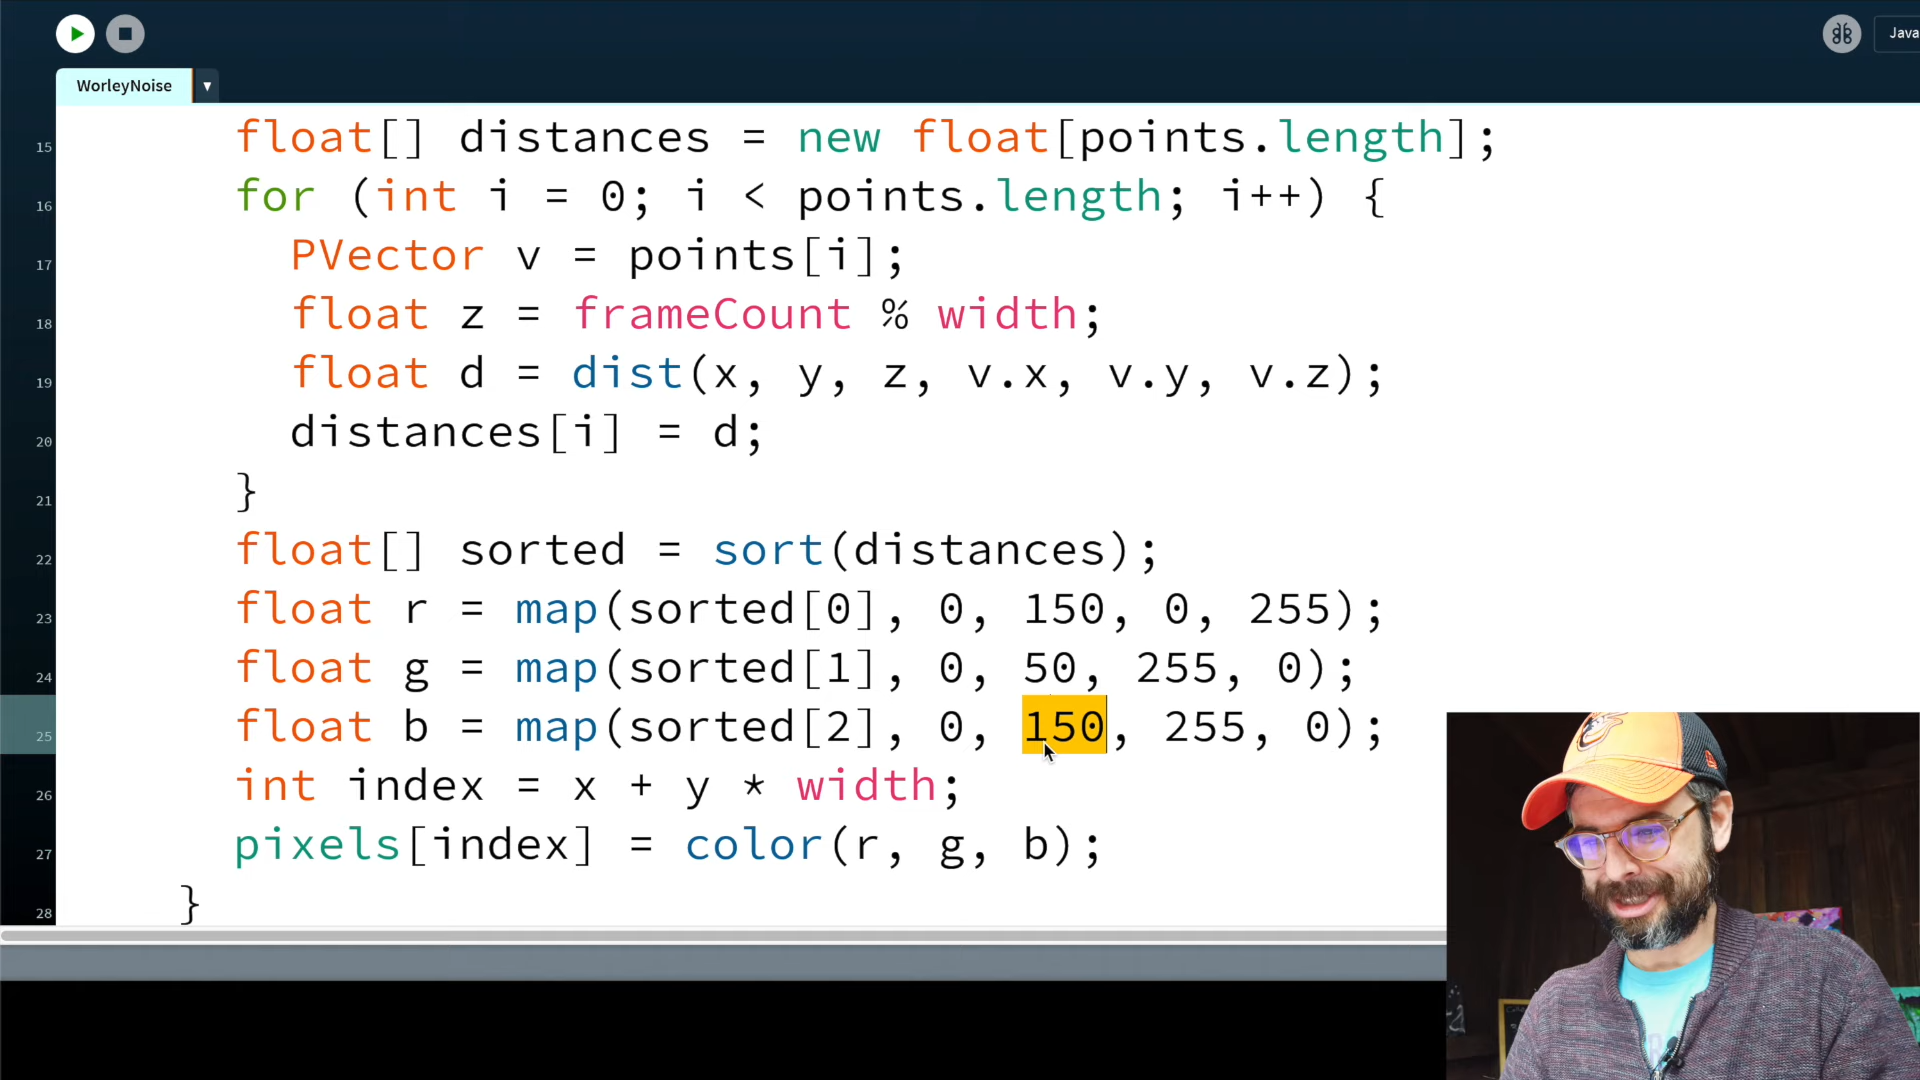 Java
WorleyNoise ▼
15 float[] distances = new float[points.length];
16 for (int i = 0; i < points.length; i++) {
17 PVector v = points[i];
18 float z = frameCount % width;
19 float d = dist(x, y, z, v.x, v.y, v.z);
20 distances[i] = d;
21 }
22 float[] sorted = sort(distances);
23 float r = map(sorted[0], 0, 150, 0, 255);
24 float g = map(sorted[1], 0, 50, 255, 0);
25 float b = map(sorted[2], 0, 150, 255, 0);
26 int index = x + y * width;
27 pixels[index] = color(r, g, b);
28 }